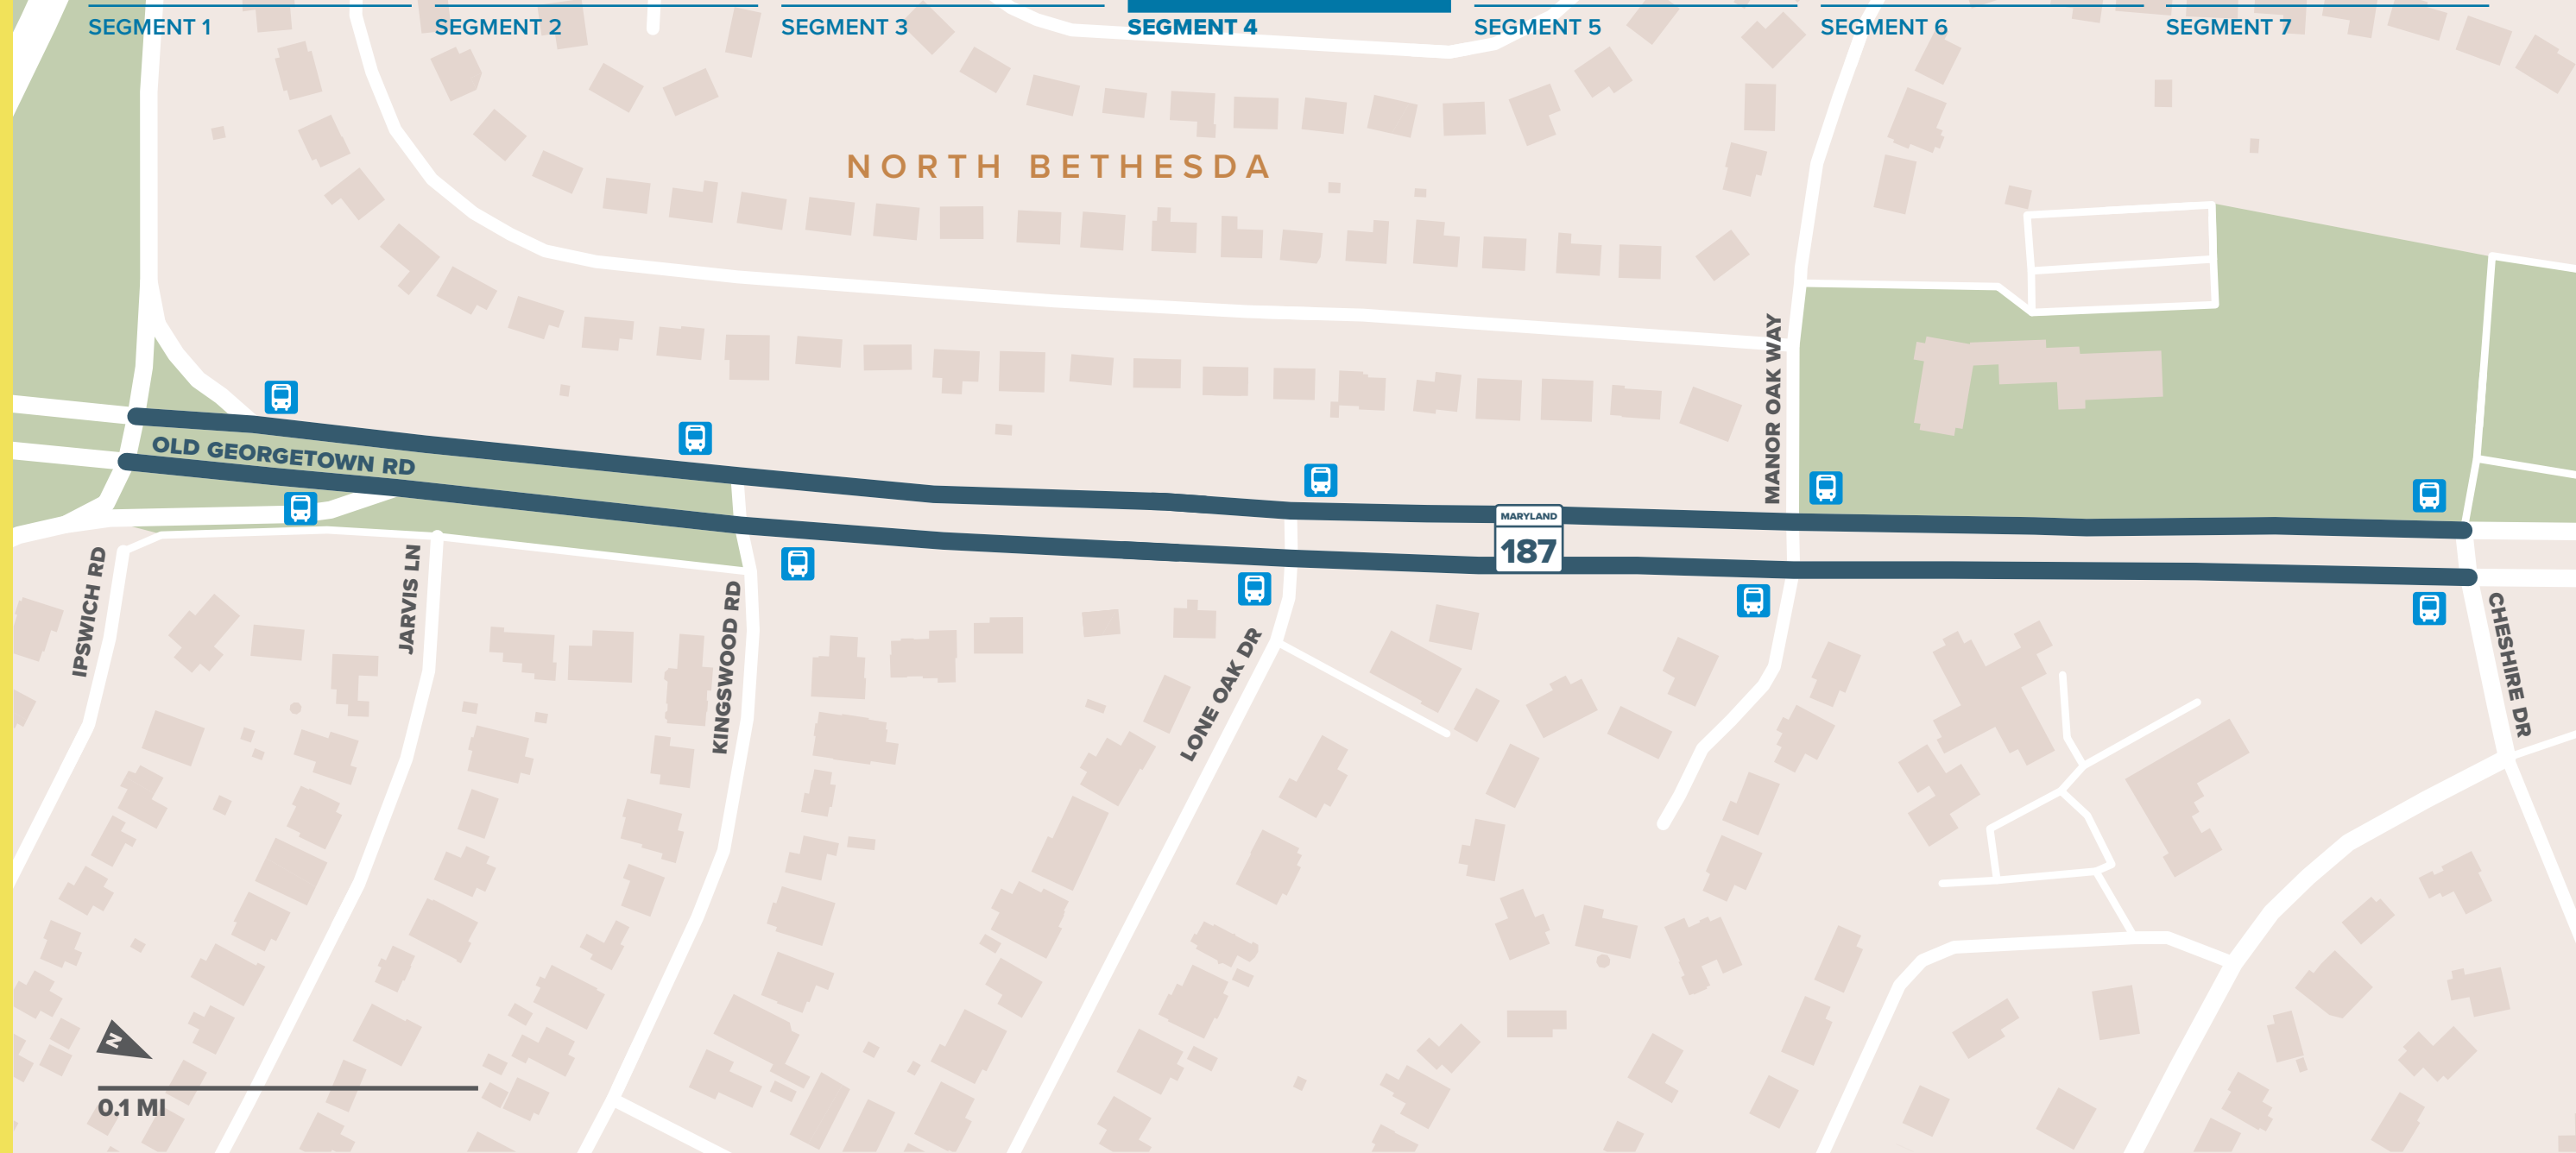 SEGMENT 1
SEGMENT 2
SEGMENT 3
SEGMENT 4
SEGMENT 5
SEGMENT 6
SEGMENT 7
NORTH BETHESDA
MANOR OAK WAY
OLD GEORGETOWN RD
MARYLAND
187
IPSWICH RD
JARVIS LN
KINGSWOOD RD
LONE OAK DR
CHESHIRE DR
N
0.1 MI